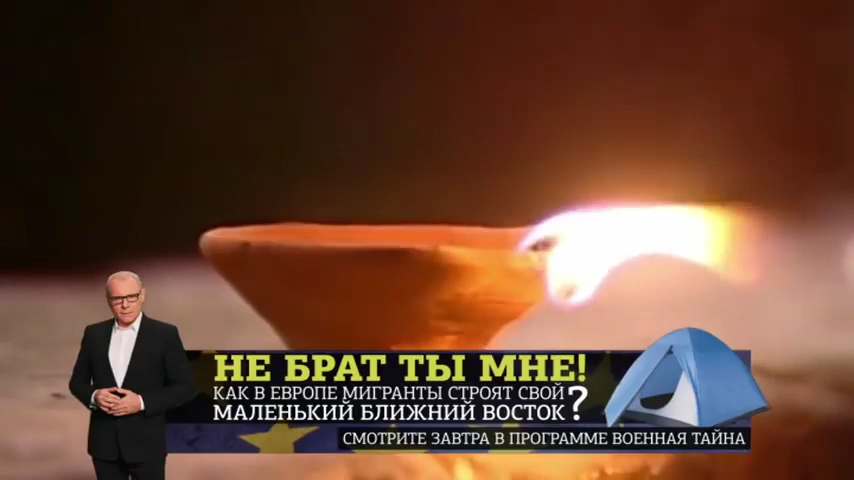 НЕ БРАТ ТЫ МНЕ!
КАК В ЕВРОПЕ МИГРАНТЫ СТРОЯТ СВОЙ
МАЛЕНЬКИЙ БЛИЖНИЙ ВОСТОК?
СМОТРИТЕ ЗАВТРА В ПРОГРАММЕ ВОЕННАЯ ТАЙНА